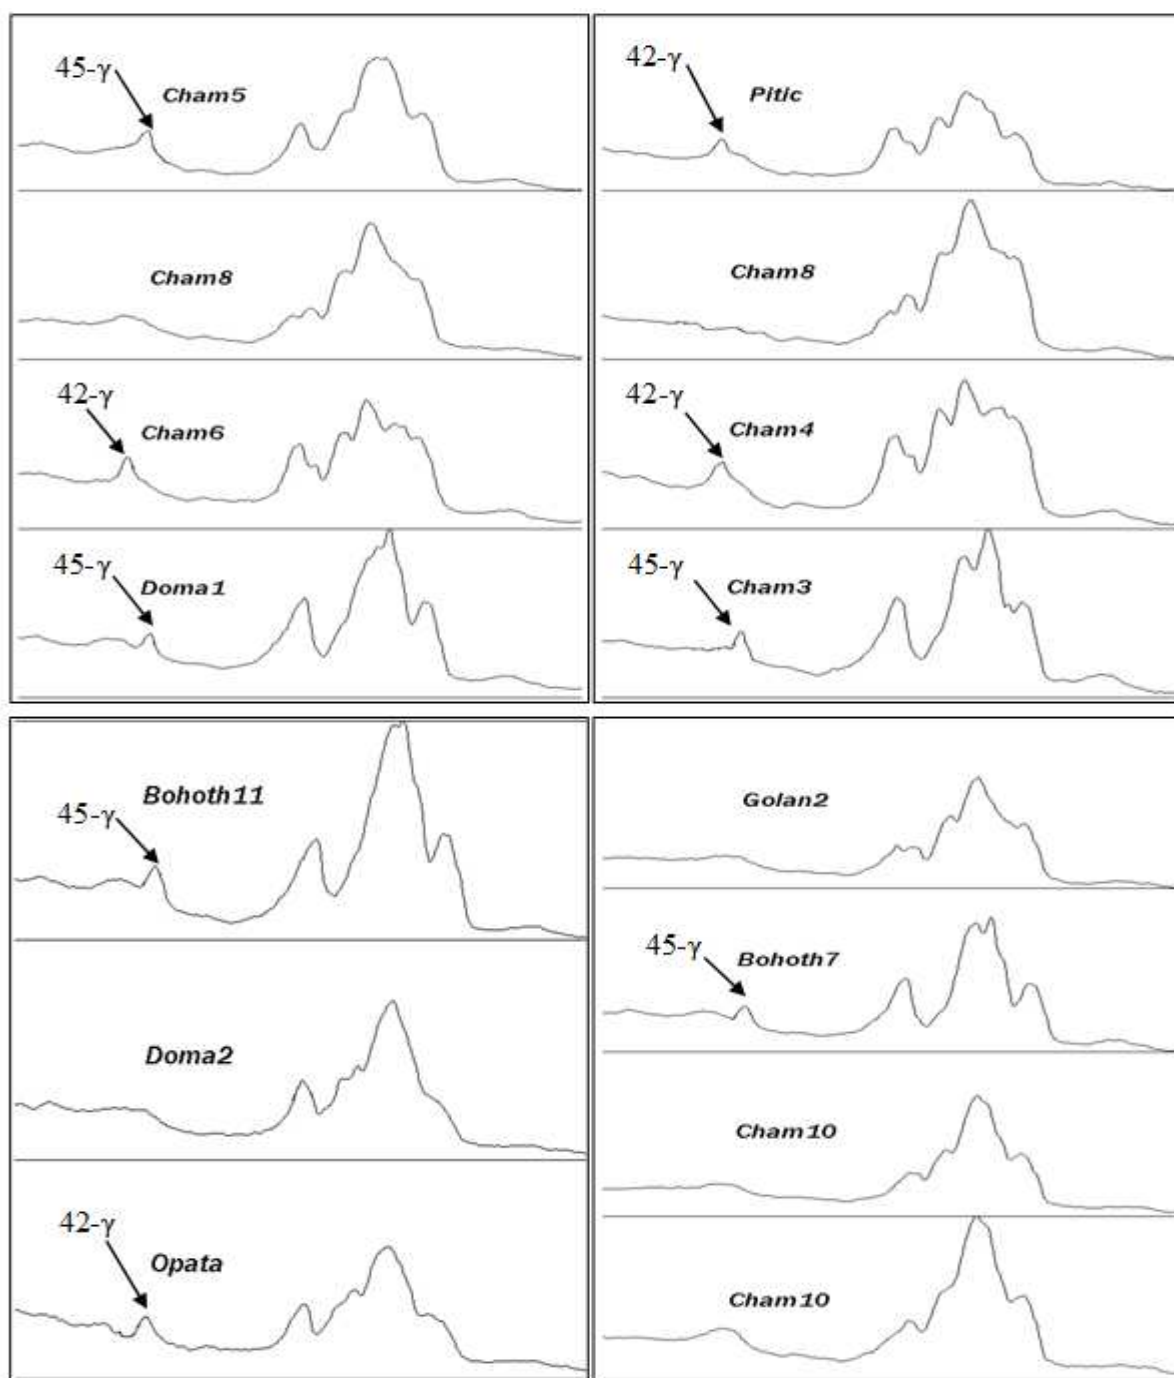 45-γ
Cham5
Cham8
42-γ
Cham6
45-γ
Doma1
42-γ
Pitic
Cham8
42-γ
Cham4
45-γ
Cham3
45-γ
Bohoth11
Doma2
42-γ
Opata
Golan2
45-γ
Bohoth7
Cham10
Cham10